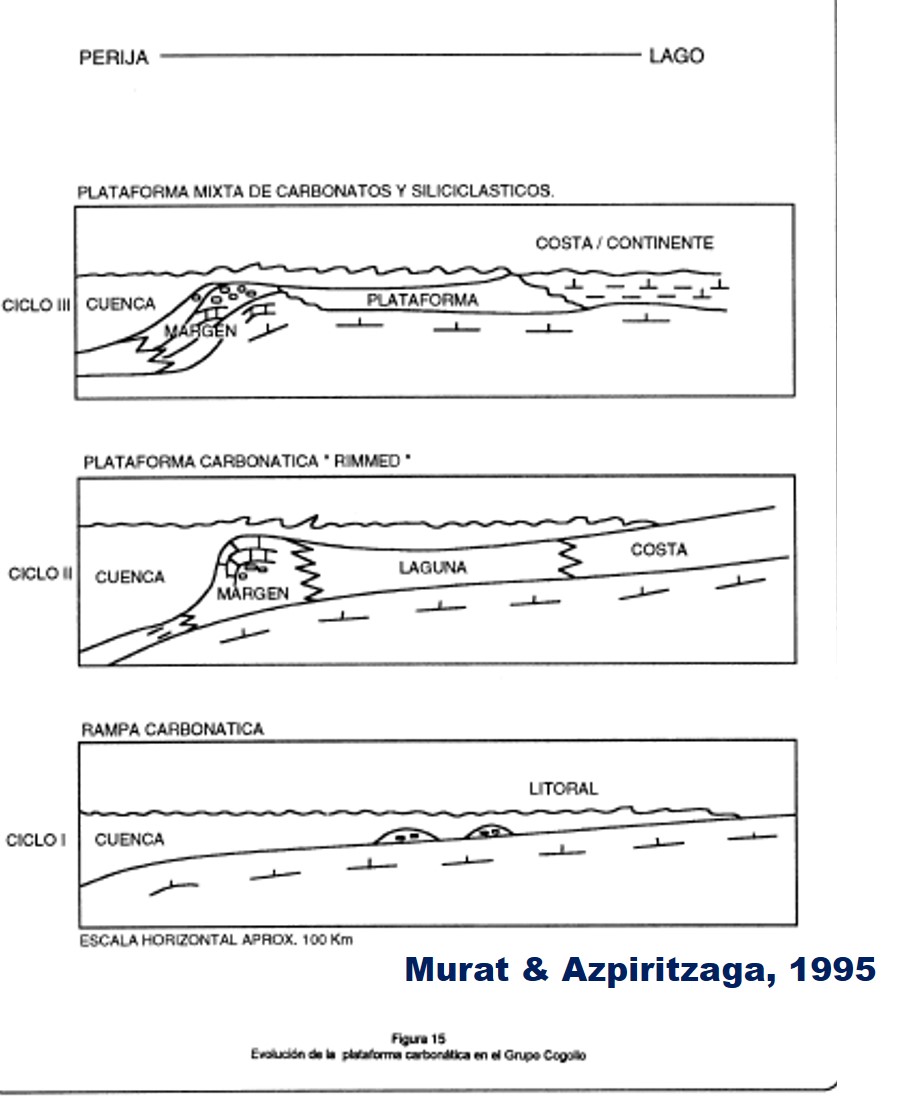 PERIJA LAGO
PLATAFORMA MIXTA DE CARBONATOS Y SILICICLASTICOS.
COSTA / CONTINENTE
CICLO III CUENCA PLATAFORMA
MARGEN
PLATAFORMA CARBONATICA " RIMMED "
COSTA
CICLO II CUENCA LAGUNA
MARGEN
RAMPA CARBONATICA
LITORAL
CICLO I CUENCA
ESCALA HORIZONTAL APROX. 100 Km
Murat & Azpiritzaga, 1995
Figura 15
Evolución de la plataforma carbonática en el Grupo Cogollo